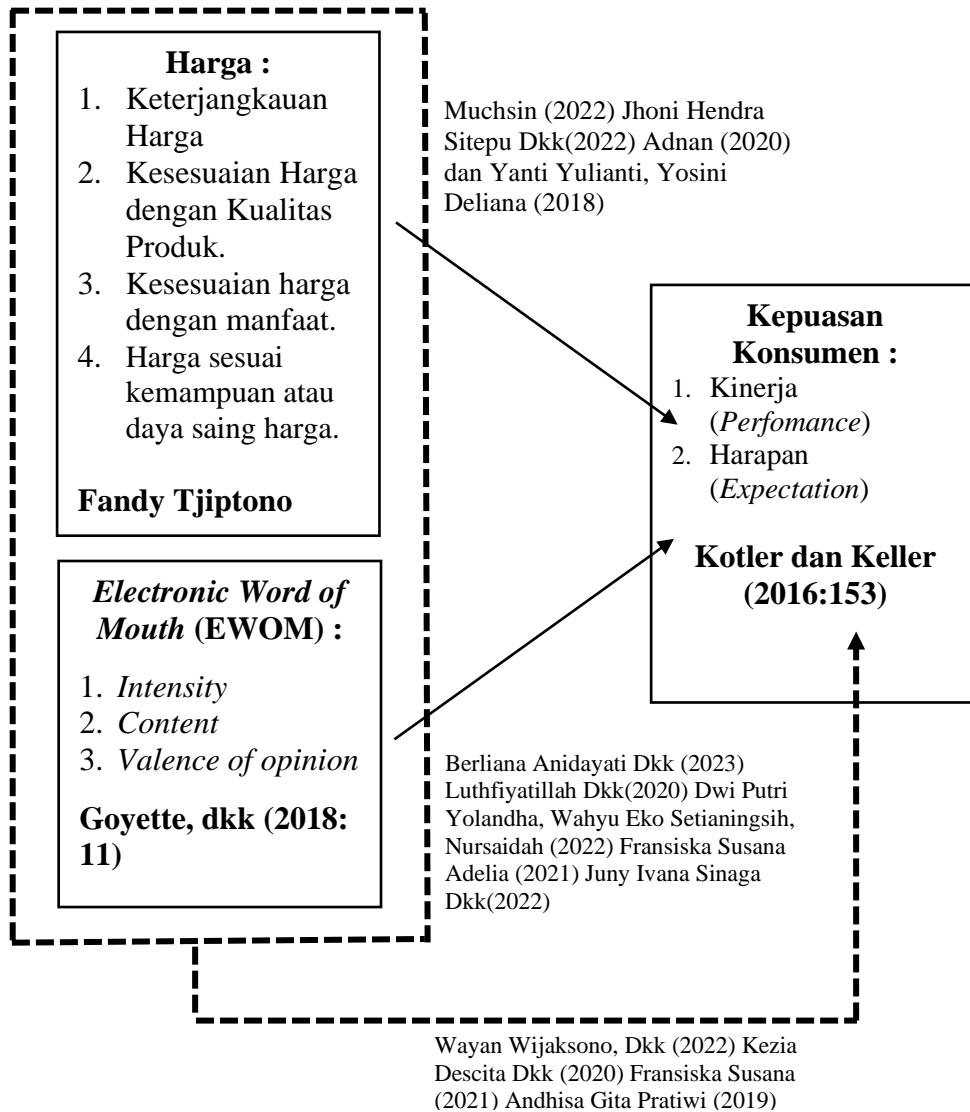 Harga :
1. Keterjangkauan
Harga
2. Kesesuaian Harga
dengan Kualitas
Produk.
3. Kesesuaian harga
dengan manfaat.
4. Harga sesuai
kemampuan atau
daya saing harga.
Fandy Tjiptono
Muchsin (2022) Jhoni Hendra
Sitepu Dkk(2022) Adnan (2020)
dan Yanti Yulianti, Yosini
Deliana (2018)
Kepuasan
Konsumen :
1. Kinerja
(Perfomance)
2. Harapan
(Expectation)
Kotler dan Keller
(2016:153)
Electronic Word of
Mouth (EWOM) :
1. Intensity
2. Content
3. Valence of opinion
Goyette, dkk (2018:
11)
Berliana Anidayati Dkk (2023)
Luthfiyatillah Dkk(2020) Dwi Putri
Yolandha, Wahyu Eko Setianingsih,
Nursaidah (2022) Fransiska Susana
Adelia (2021) Juny Ivana Sinaga
Dkk(2022)
Wayan Wijaksono, Dkk (2022) Kezia
Descita Dkk (2020) Fransiska Susana
(2021) Andhisa Gita Pratiwi (2019)